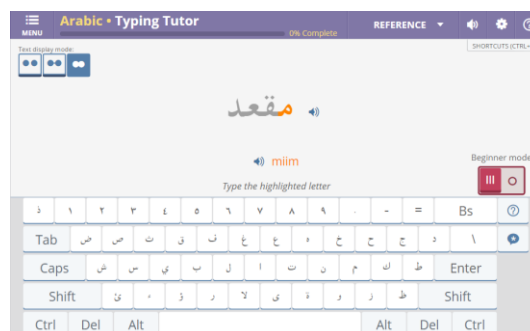 MENU
Arabic • Typing Tutor
0% Complete
REFERENCE
SHORTCUTS (CTRL+
Text display mode:
مقعد
miim
Type the highlighted letter
Beginner mode
ذ ١ ٢ ٣ ٤ ٥ ٦ ٧ ٨ ٩ . - = Bs
Tab ض ص ث ق ف غ ع ه خ ح ج د \
Caps ش س ي ب ل ا ت ن م ك ط Enter
Shift ئ ء ؤ ر لا ى ة و ز ظ Shift
Ctrl Del Alt Alt Del Ctrl